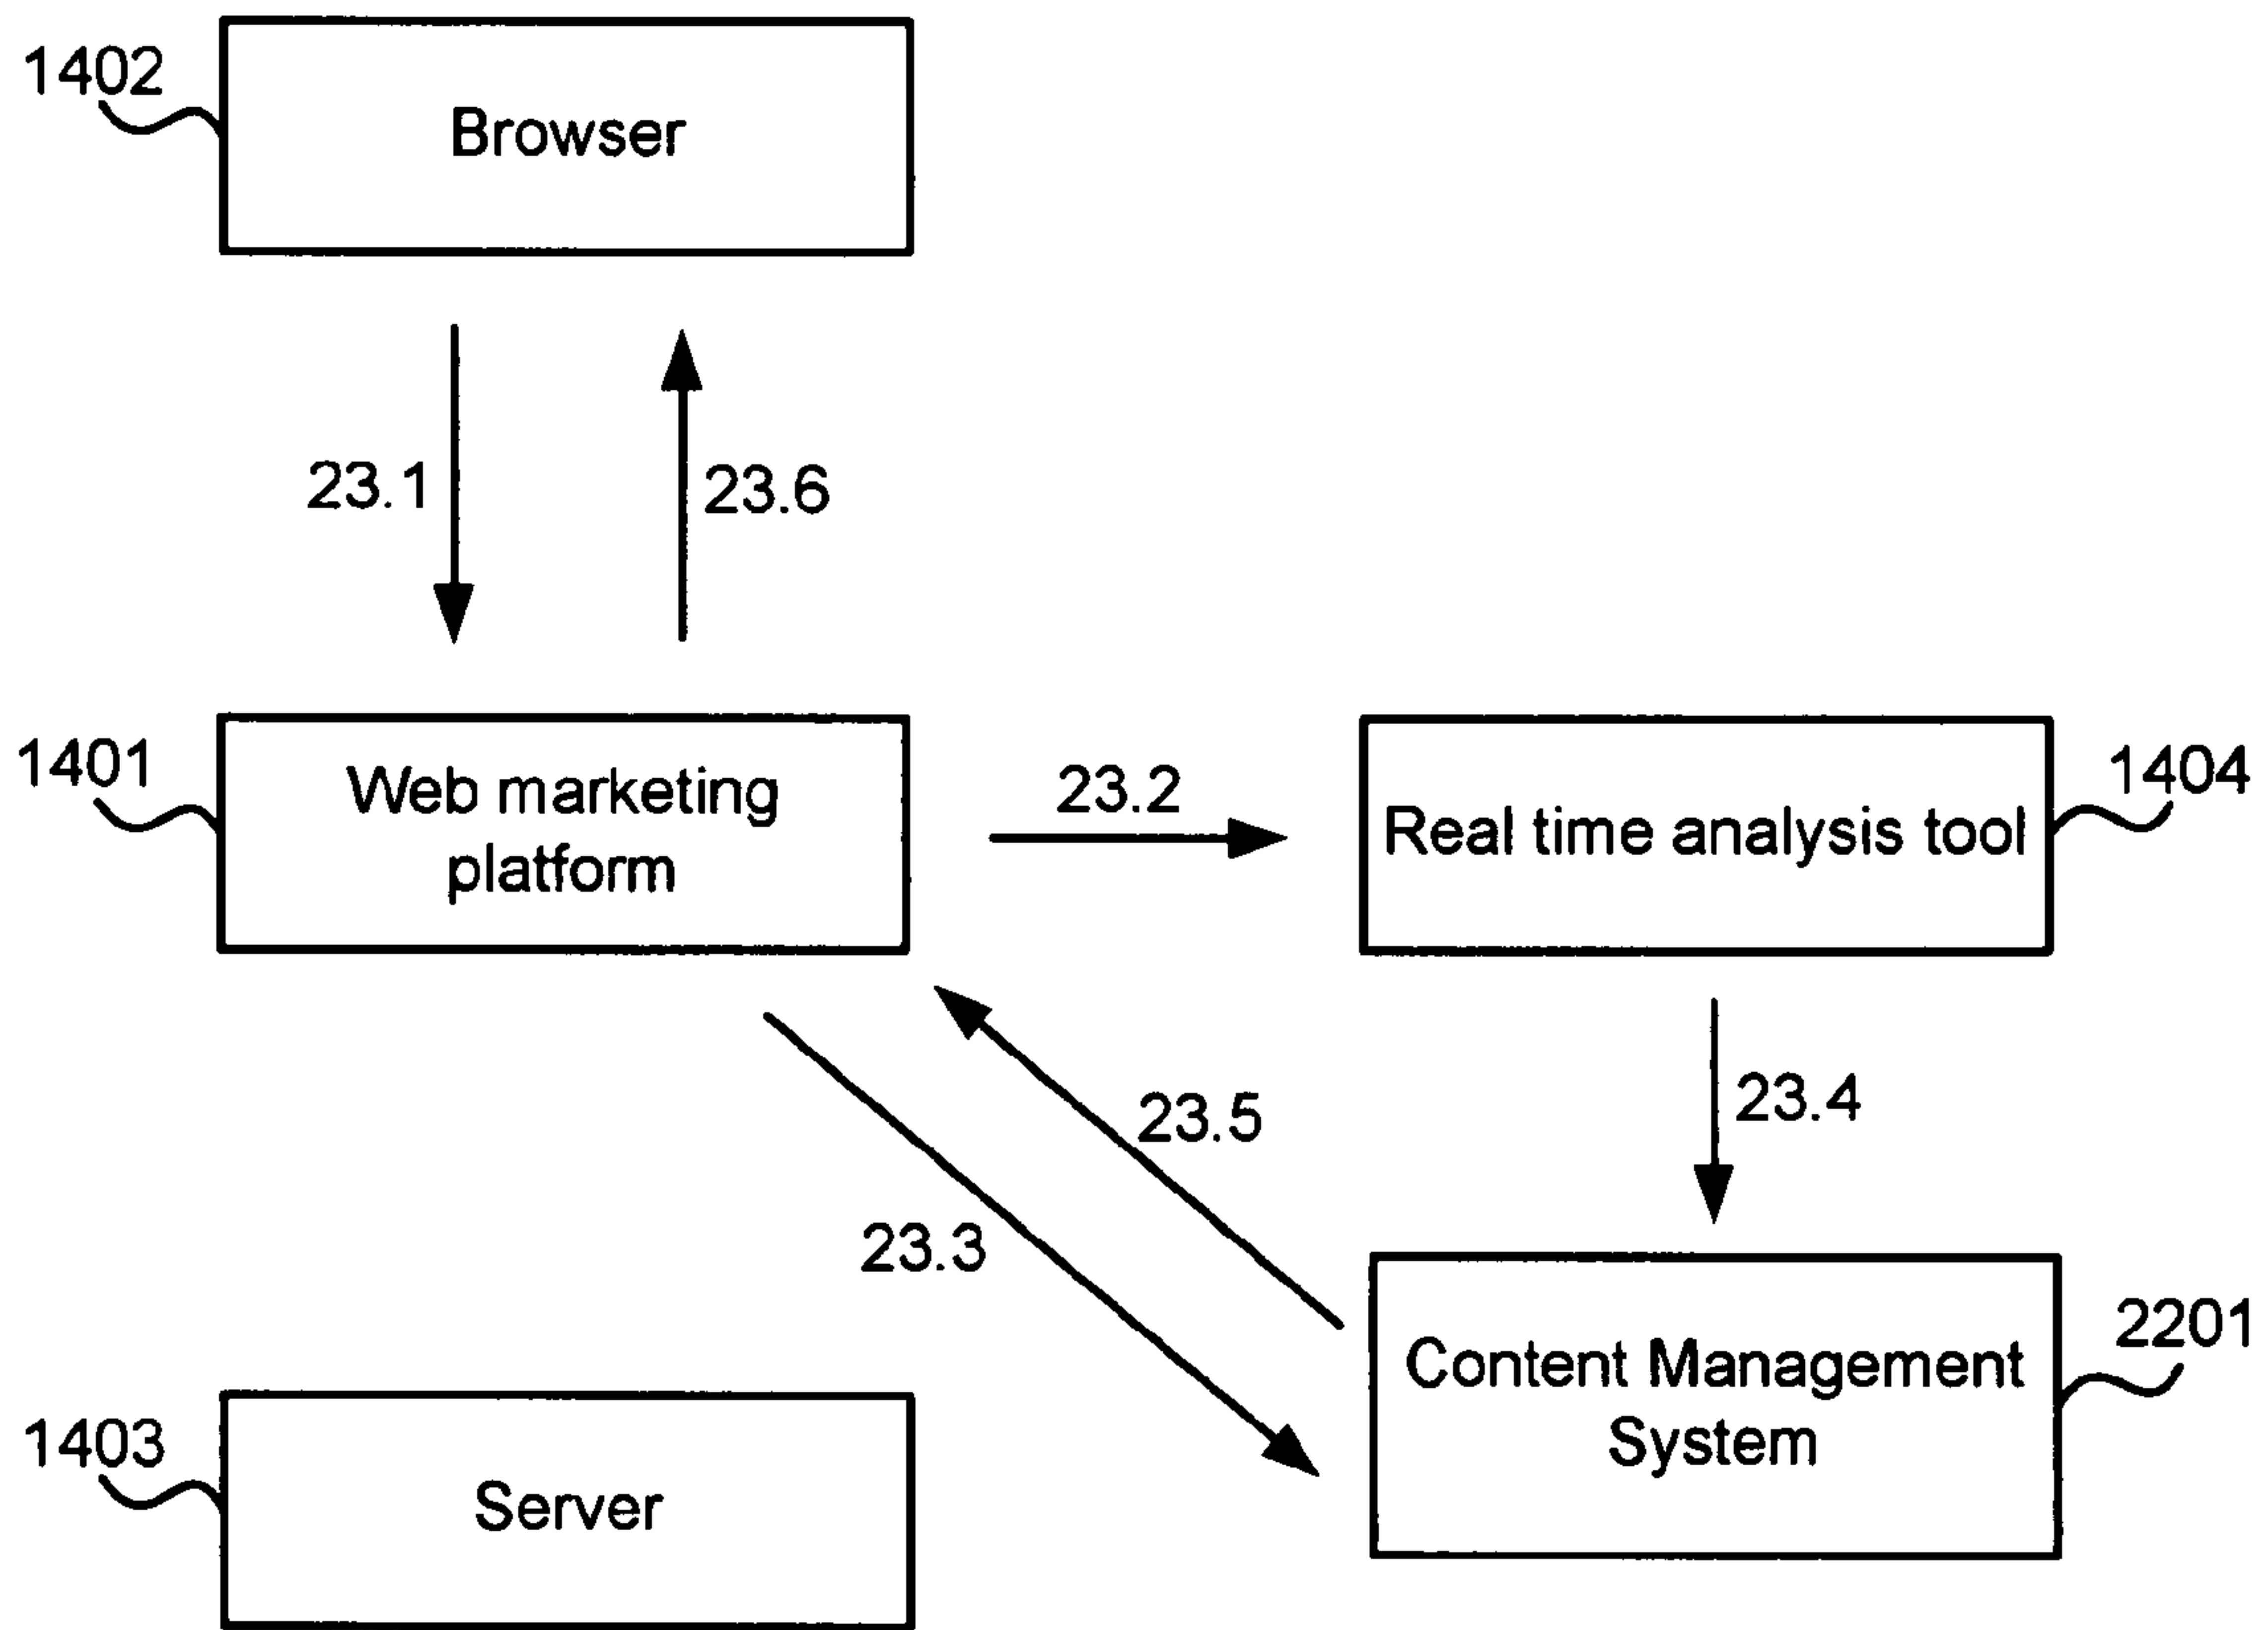 1402
Browser
23.1
23.6
1401
Web marketing
platform
23.2
Real time analysis tool
1404
23.5
23.4
23.3
2201
Content Management
System
1403
Server